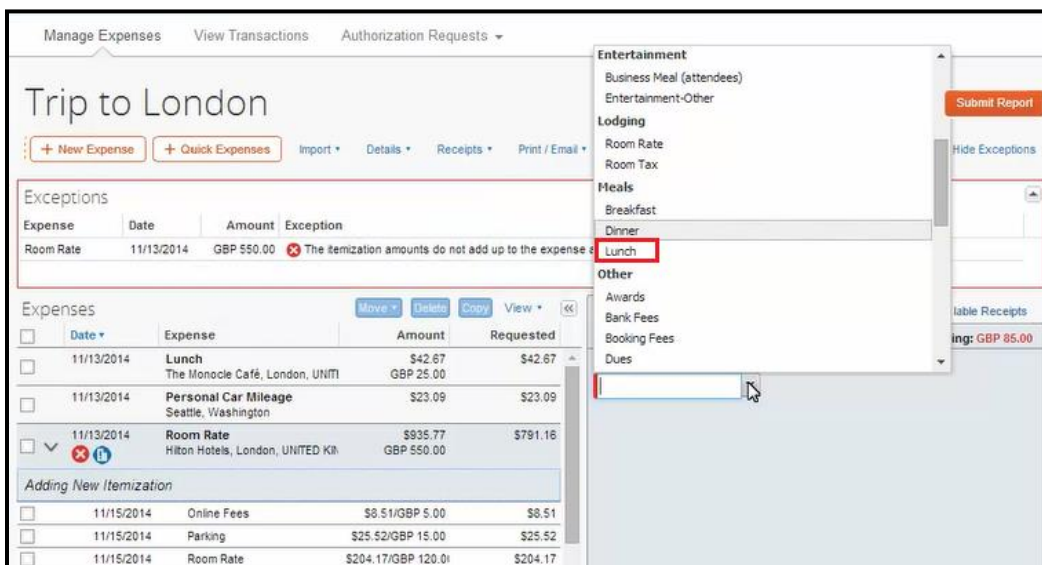 Manage Expenses View Transactions Authorization Requests
Trip to London
Submit Report
+ New Expense + Quick Expenses Import Details Receipts Print / Email
Hide Exceptions
Exceptions
Expense Date Amount Exception
Room Rate 11/13/2014 GBP 550.00 The itemization amounts do not add up to the expense
Entertainment
Business Meal (attendees)
Entertainment-Other
Lodging
Room Rate
Room Tax
Meals
Breakfast
Dinner
Lunch
Other
Awards
Bank Fees
Booking Fees
Dues
Expenses Move Delete Copy View
Date Expense Amount Requested
11/13/2014 Lunch $42.67 $42.67
The Monocle Café, London, UNITI GBP 25.00
11/13/2014 Personal Car Mileage $23.09 $23.09
Seattle, Washington
11/13/2014 Room Rate $935.77 $791.16
Hilton Hotels, London, UNITED KIN GBP 550.00
Adding New Itemization
11/15/2014 Online Fees $8.51/GBP 5.00 $8.51
11/15/2014 Parking $25.52/GBP 15.00 $25.52
11/15/2014 Room Rate $204.17/GBP 120.0 $204.17
lable Receipts
ing: GBP 85.00